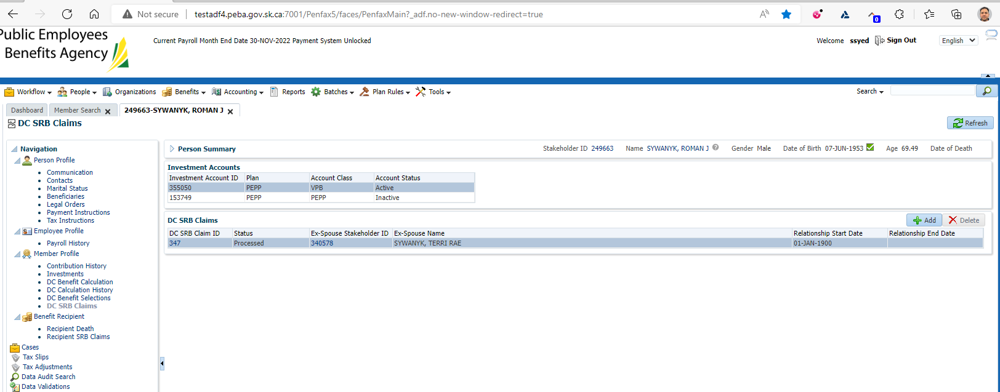 Not secure testadf4.peba.gov.sk.ca:7001/Penfax5/faces/PenfaxMain?_adf.no-new-window-redirect=true
0
Public Employees
Benefits Agency
Current Payroll Month End Date 30-NOV-2022 Payment System Unlocked
Welcome ssyed Sign Out English
Workflow People Organizations Benefits Accounting Reports Batches Plan Rules Tools Search
Dashboard Member Search 249663-SYWANYK, ROMAN J
DC SRB Claims
Refresh
Navigation
Person Profile
Communication
Contacts
Marital Status
Beneficiaries
Legal Orders
Payment Instructions
Tax Instructions
Employee Profile
Payroll History
Member Profile
Contribution History
Investments
DC Benefit Calculation
DC Calculation History
DC Benefit Selections
DC SRB Claims
Benefit Recipient
Recipient Death
Recipient SRB Claims
Cases
Tax Slips
Tax Adjustments
Data Audit Search
Data Validations
Person Summary Stakeholder ID 249663 Name SYWANYK, ROMAN J Gender Male Date of Birth 07-JUN-1953 Age 69.49 Date of Death
Investment Accounts
Investment Account ID Plan Account Class Account Status
355050 PEPP VPB Active
153749 PEPP PEPP Inactive
DC SRB Claims Add Delete
DC SRB Claim ID Status Ex-Spouse Stakeholder ID Ex-Spouse Name Relationship Start Date Relationship End Date
347 Processed 340578 SYWANYK, TERRI RAE 01-JAN-1900